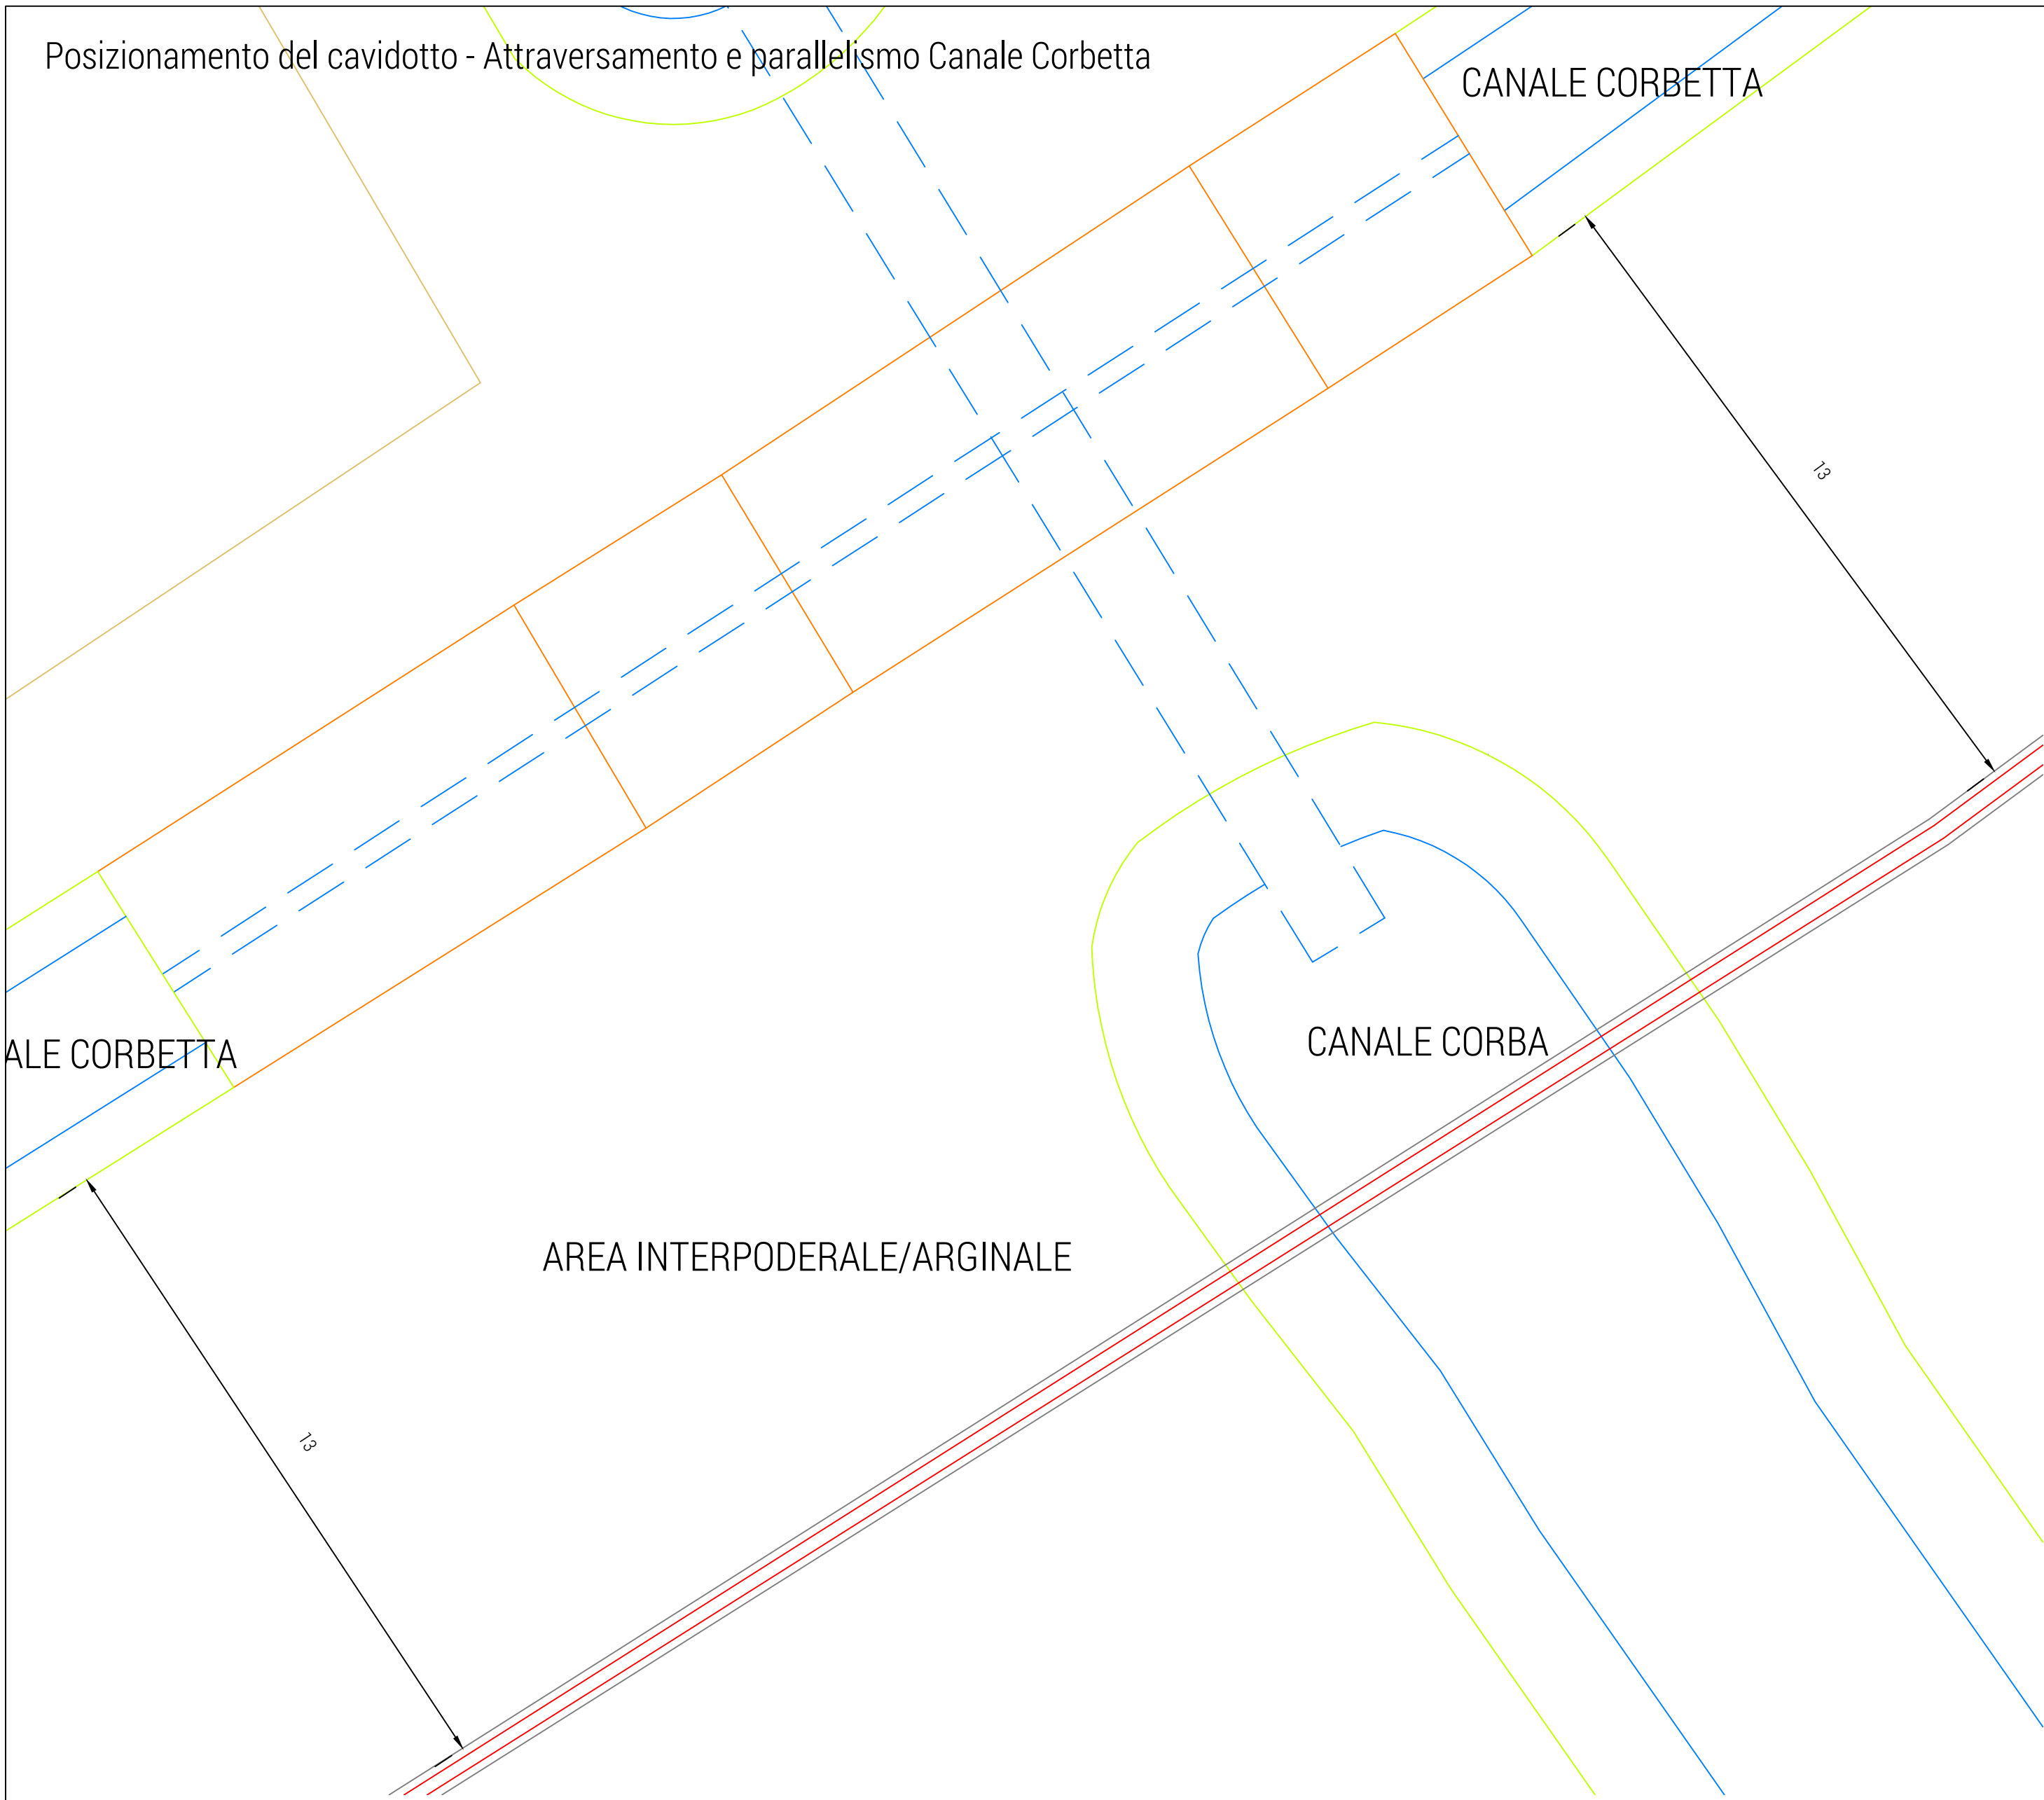 Posizionamento del cavidotto - Attraversamento e parallelismo Canale Corbetta
CANALE CORBETTA
13
CANALE CORBA
ALE CORBETTA
AREA INTERPODERALE/ARGINALE
13